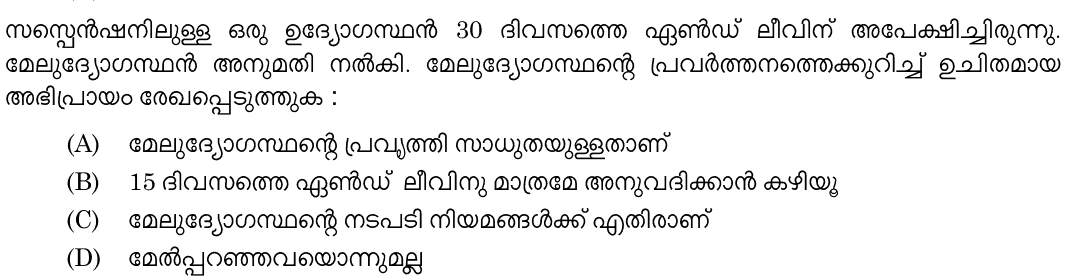 സസ്പെൻഷനിലുള്ള ഒരു ഉദ്യോഗസ്ഥൻ 30 ദിവസത്തെ ഏൺഡ് ലീവിന് അപേക്ഷിച്ചിരുന്നു.
മേലുദ്യോഗസ്ഥൻ അനുമതി നൽകി. മേലുദ്യോഗസ്ഥന്റെ പ്രവർത്തനത്തെക്കുറിച്ച് ഉചിതമായ
അഭിപ്രായം രേഖപ്പെടുത്തുക :
(A) മേലുദ്യോഗസ്ഥന്റെ പ്രവൃത്തി സാധുതയുള്ളതാണ്
(B) 15 ദിവസത്തെ ഏൺഡ് ലീവിനു മാത്രമേ അനുവദിക്കാൻ കഴിയൂ
(C) മേലുദ്യോഗസ്ഥന്റെ നടപടി നിയമങ്ങൾക്ക് എതിരാണ്
(D) മേൽപ്പറഞ്ഞവയൊന്നുമല്ല